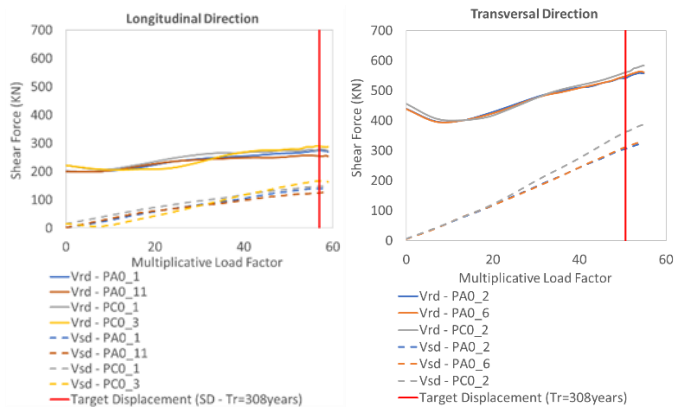 Longitudinal Direction
Shear Force (KN)
700
600
500
400
300
200
100
0
0
20
40
60
Multiplicative Load Factor
Vrd - PA0_1
Vrd - PA0_11
Vrd - PC0_1
Vrd - PC0_3
Vsd - PA0_1
Vsd - PA0_11
Vsd - PC0_1
Vsd - PC0_3
Target Displacement (SD - Tr=308years)
Transversal Direction
Shear Force (KN)
700
600
500
400
300
200
100
0
0
20
40
60
Multiplicative Load Factor
Vrd - PA0_2
Vrd - PA0_6
Vrd - PC0_2
Vsd - PA0_2
Vsd - PA0_6
Vsd - PC0_2
Target Displacement (Tr=308years)